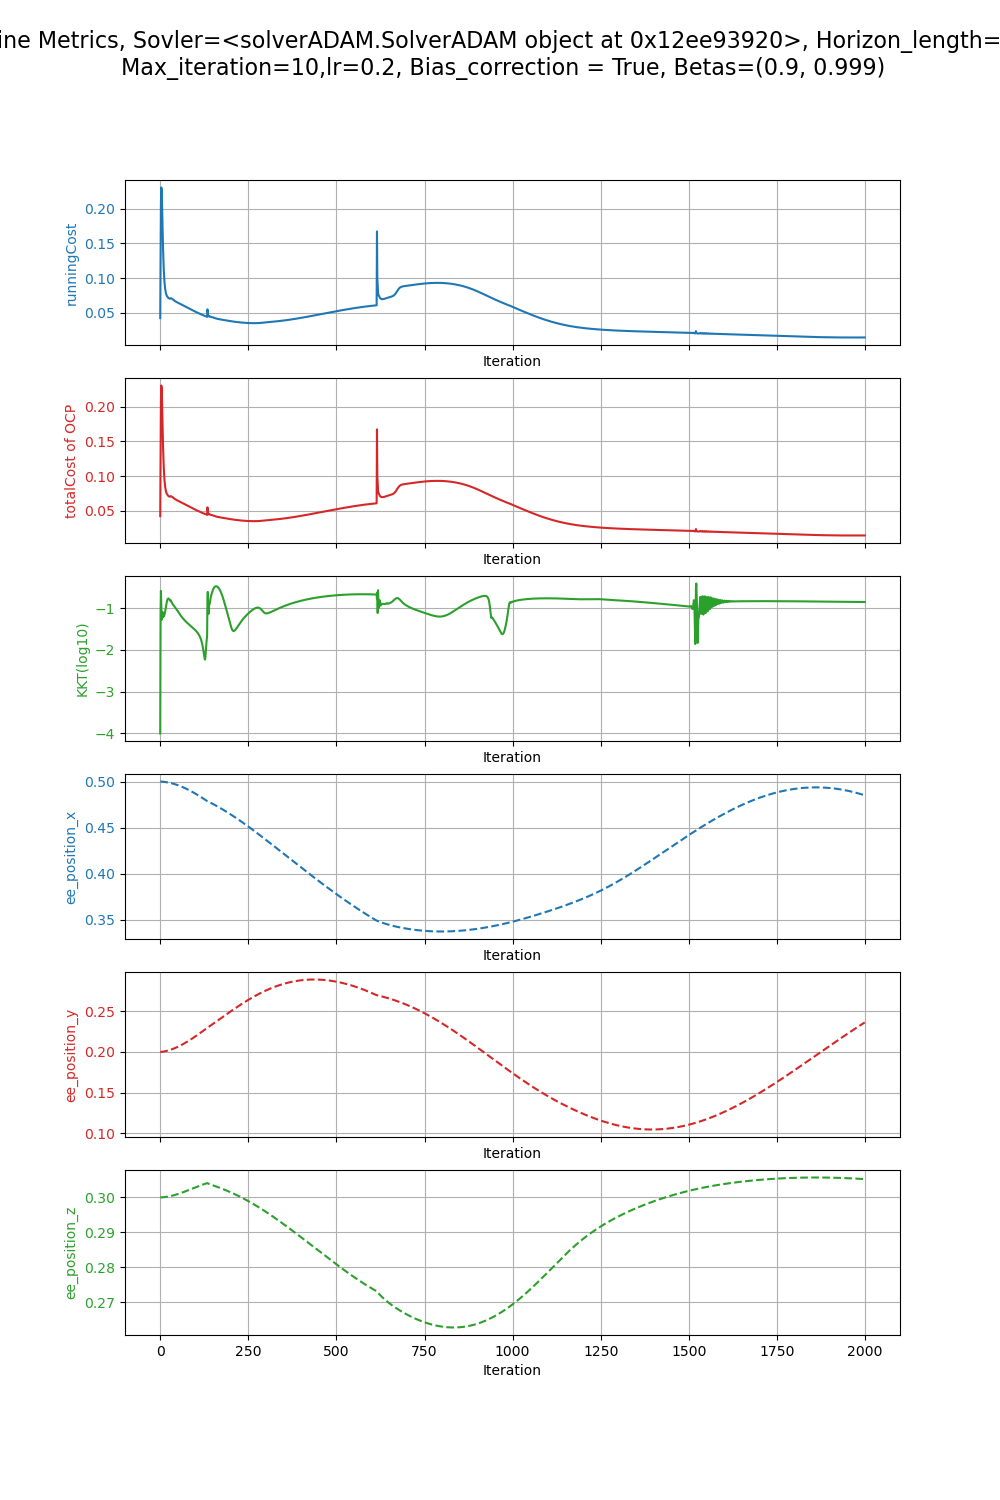 ine Metrics, Sovler=<solverADAM.SolverADAM object at 0x12ee93920>, Horizon_length=
Max_iteration=10,lr=0.2, Bias_correction = True, Betas=(0.9, 0.999)
0.20
0.15
0.10
0.05
runningCost
Iteration
0.20
0.15
0.10
0.05
totalCost of OCP
Iteration
−1
−2
−3
−4
KKT(log10)
Iteration
0.50
0.45
0.40
0.35
ee_position_x
Iteration
0.25
0.20
0.15
0.10
ee_position_y
Iteration
0.30
0.29
0.28
0.27
ee_position_z
0 250 500 750 1000 1250 1500 1750 2000
Iteration